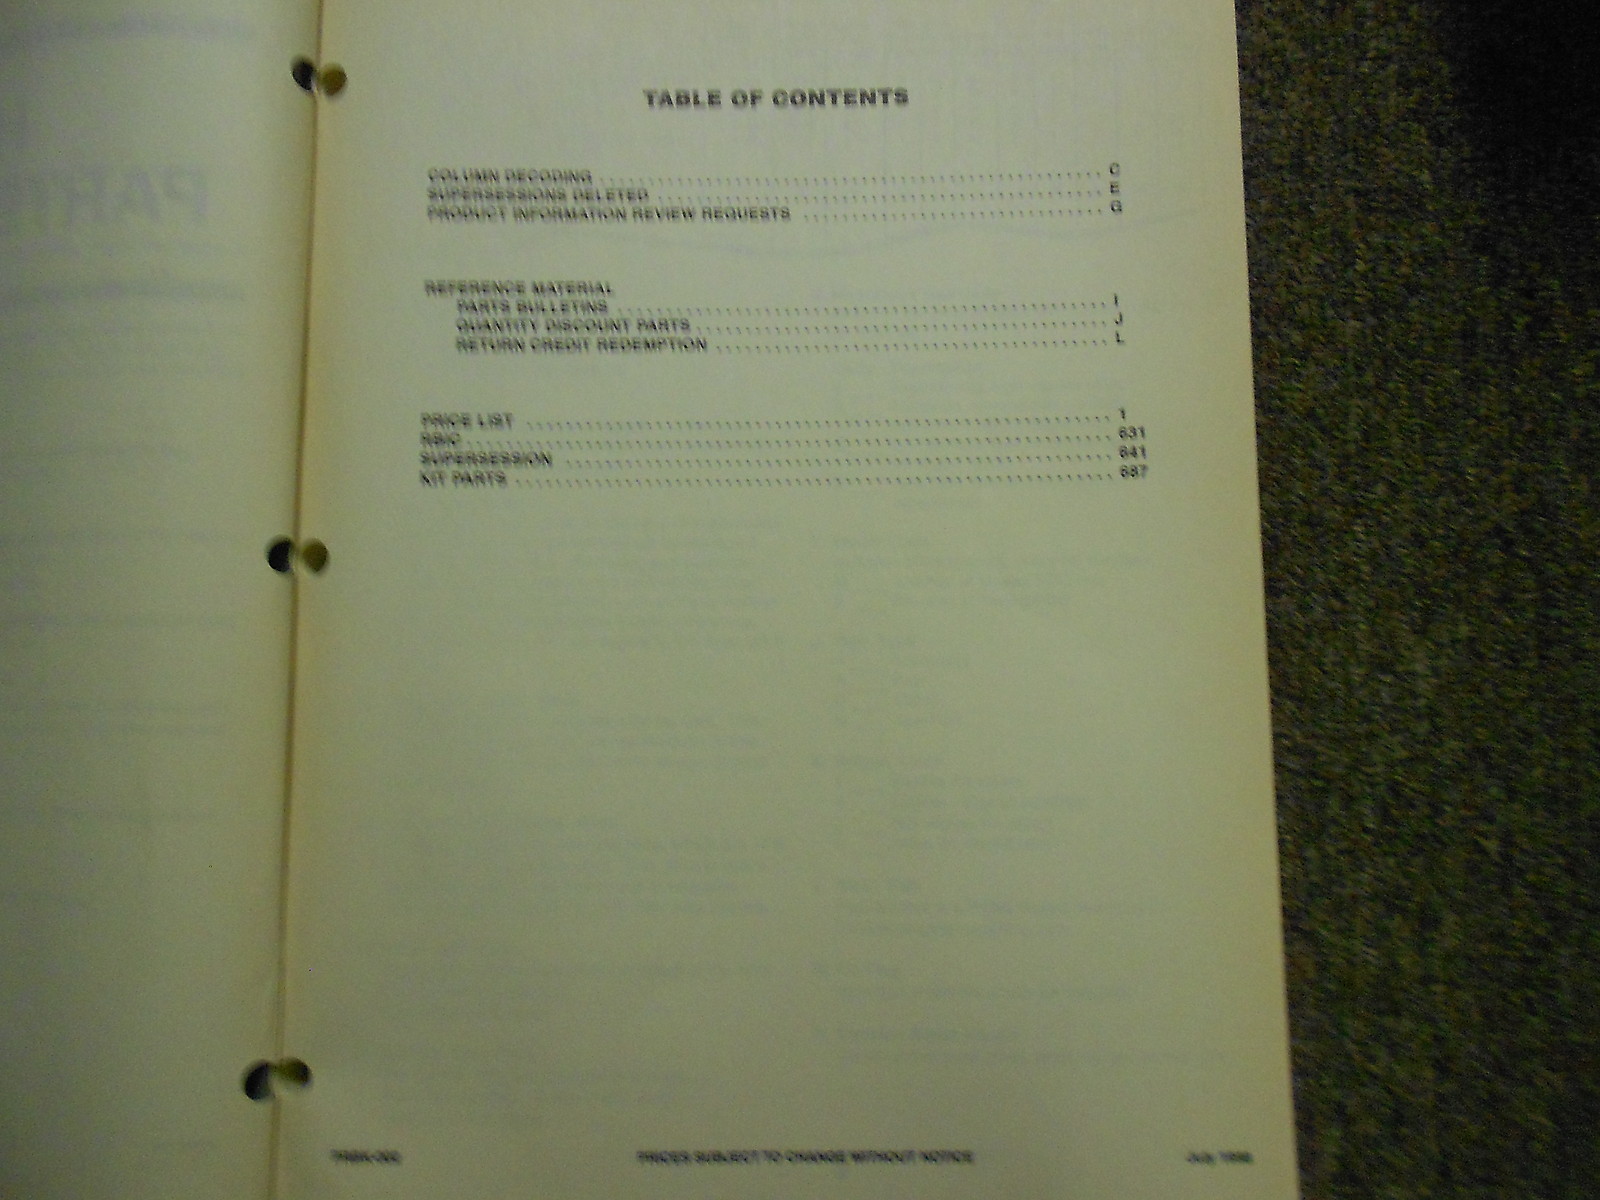 TABLE OF CONTENTS
COLUMN DECODING C
SUPERSESSIONS DELETED E
PRODUCT INFORMATION REVIEW REQUESTS G
REFERENCE MATERIAL
PARTS BULLETINS I
QUANTITY DISCOUNT PARTS J
RETURN CREDIT REDEMPTION L
PRICE LIST 1
RBIC 631
SUPERSESSION 641
KIT PARTS 687
PRICES SUBJECT TO CHANGE WITHOUT NOTICE
July